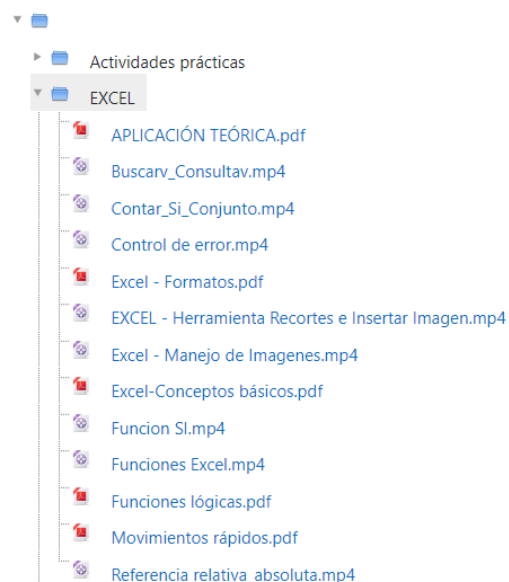 Actividades prácticas
EXCEL
APLICACIÓN TEÓRICA.pdf
Buscarv_Consultav.mp4
Contar_Si_Conjunto.mp4
Control de error.mp4
Excel - Formatos.pdf
EXCEL - Herramienta Recortes e Insertar Imagen.mp4
Excel - Manejo de Imagenes.mp4
Excel-Conceptos básicos.pdf
Funcion SI.mp4
Funciones Excel.mp4
Funciones lógicas.pdf
Movimientos rápidos.pdf
Referencia relativa_absoluta.mp4